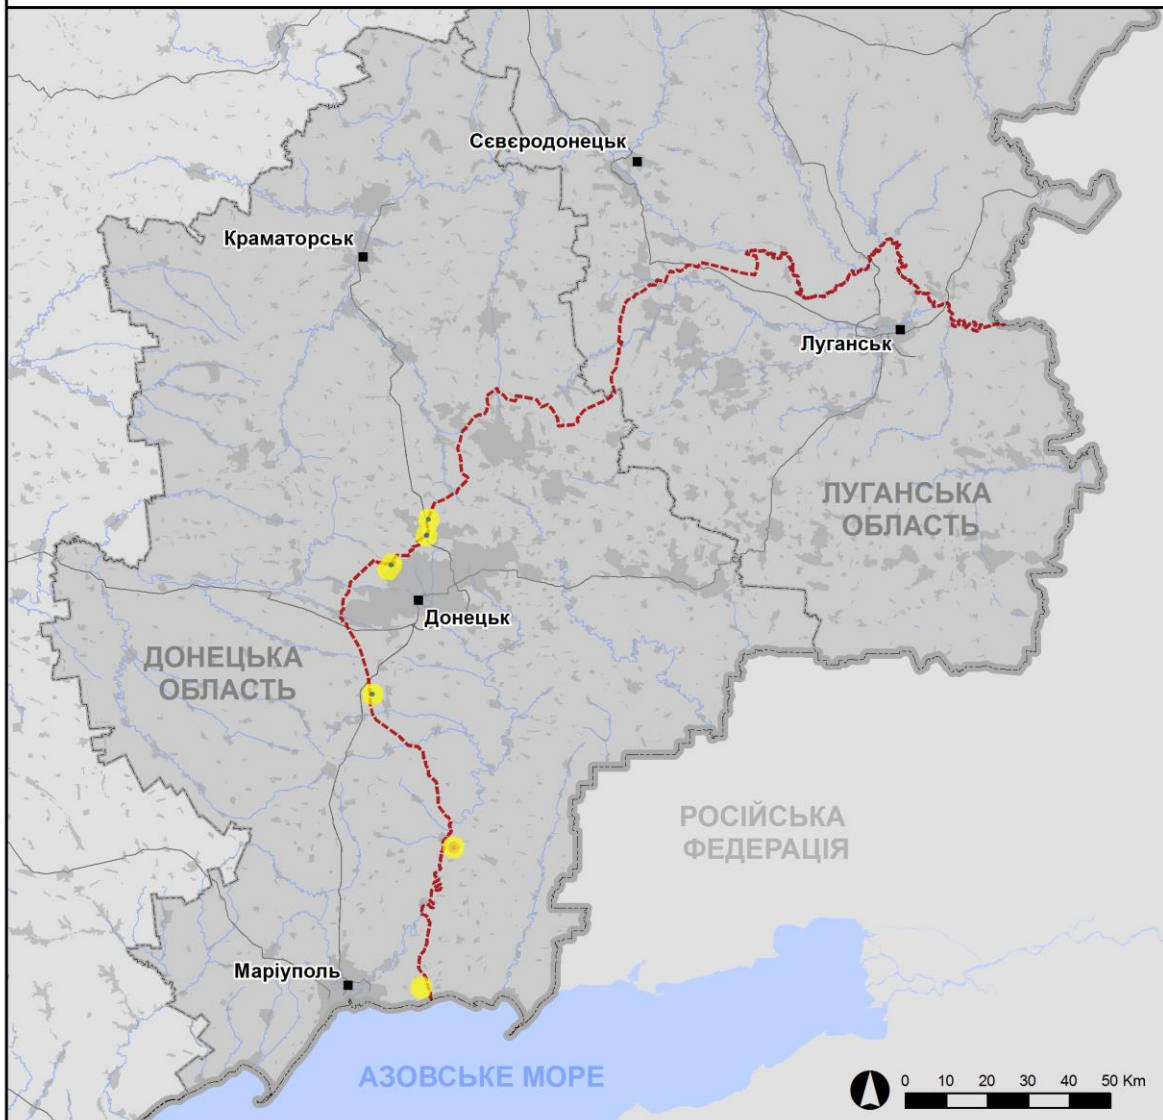 Сєвєродонецьк
Краматорськ
Луганськ
ЛУГАНСЬКА
ОБЛАСТЬ
Донецьк
ДОНЕЦЬКА
ОБЛАСТЬ
РОСІЙСЬКА
ФЕДЕРАЦІЯ
Маріуполь
АЗОВСЬКЕ МОРЕ
0 10 20 30 40 50 Km